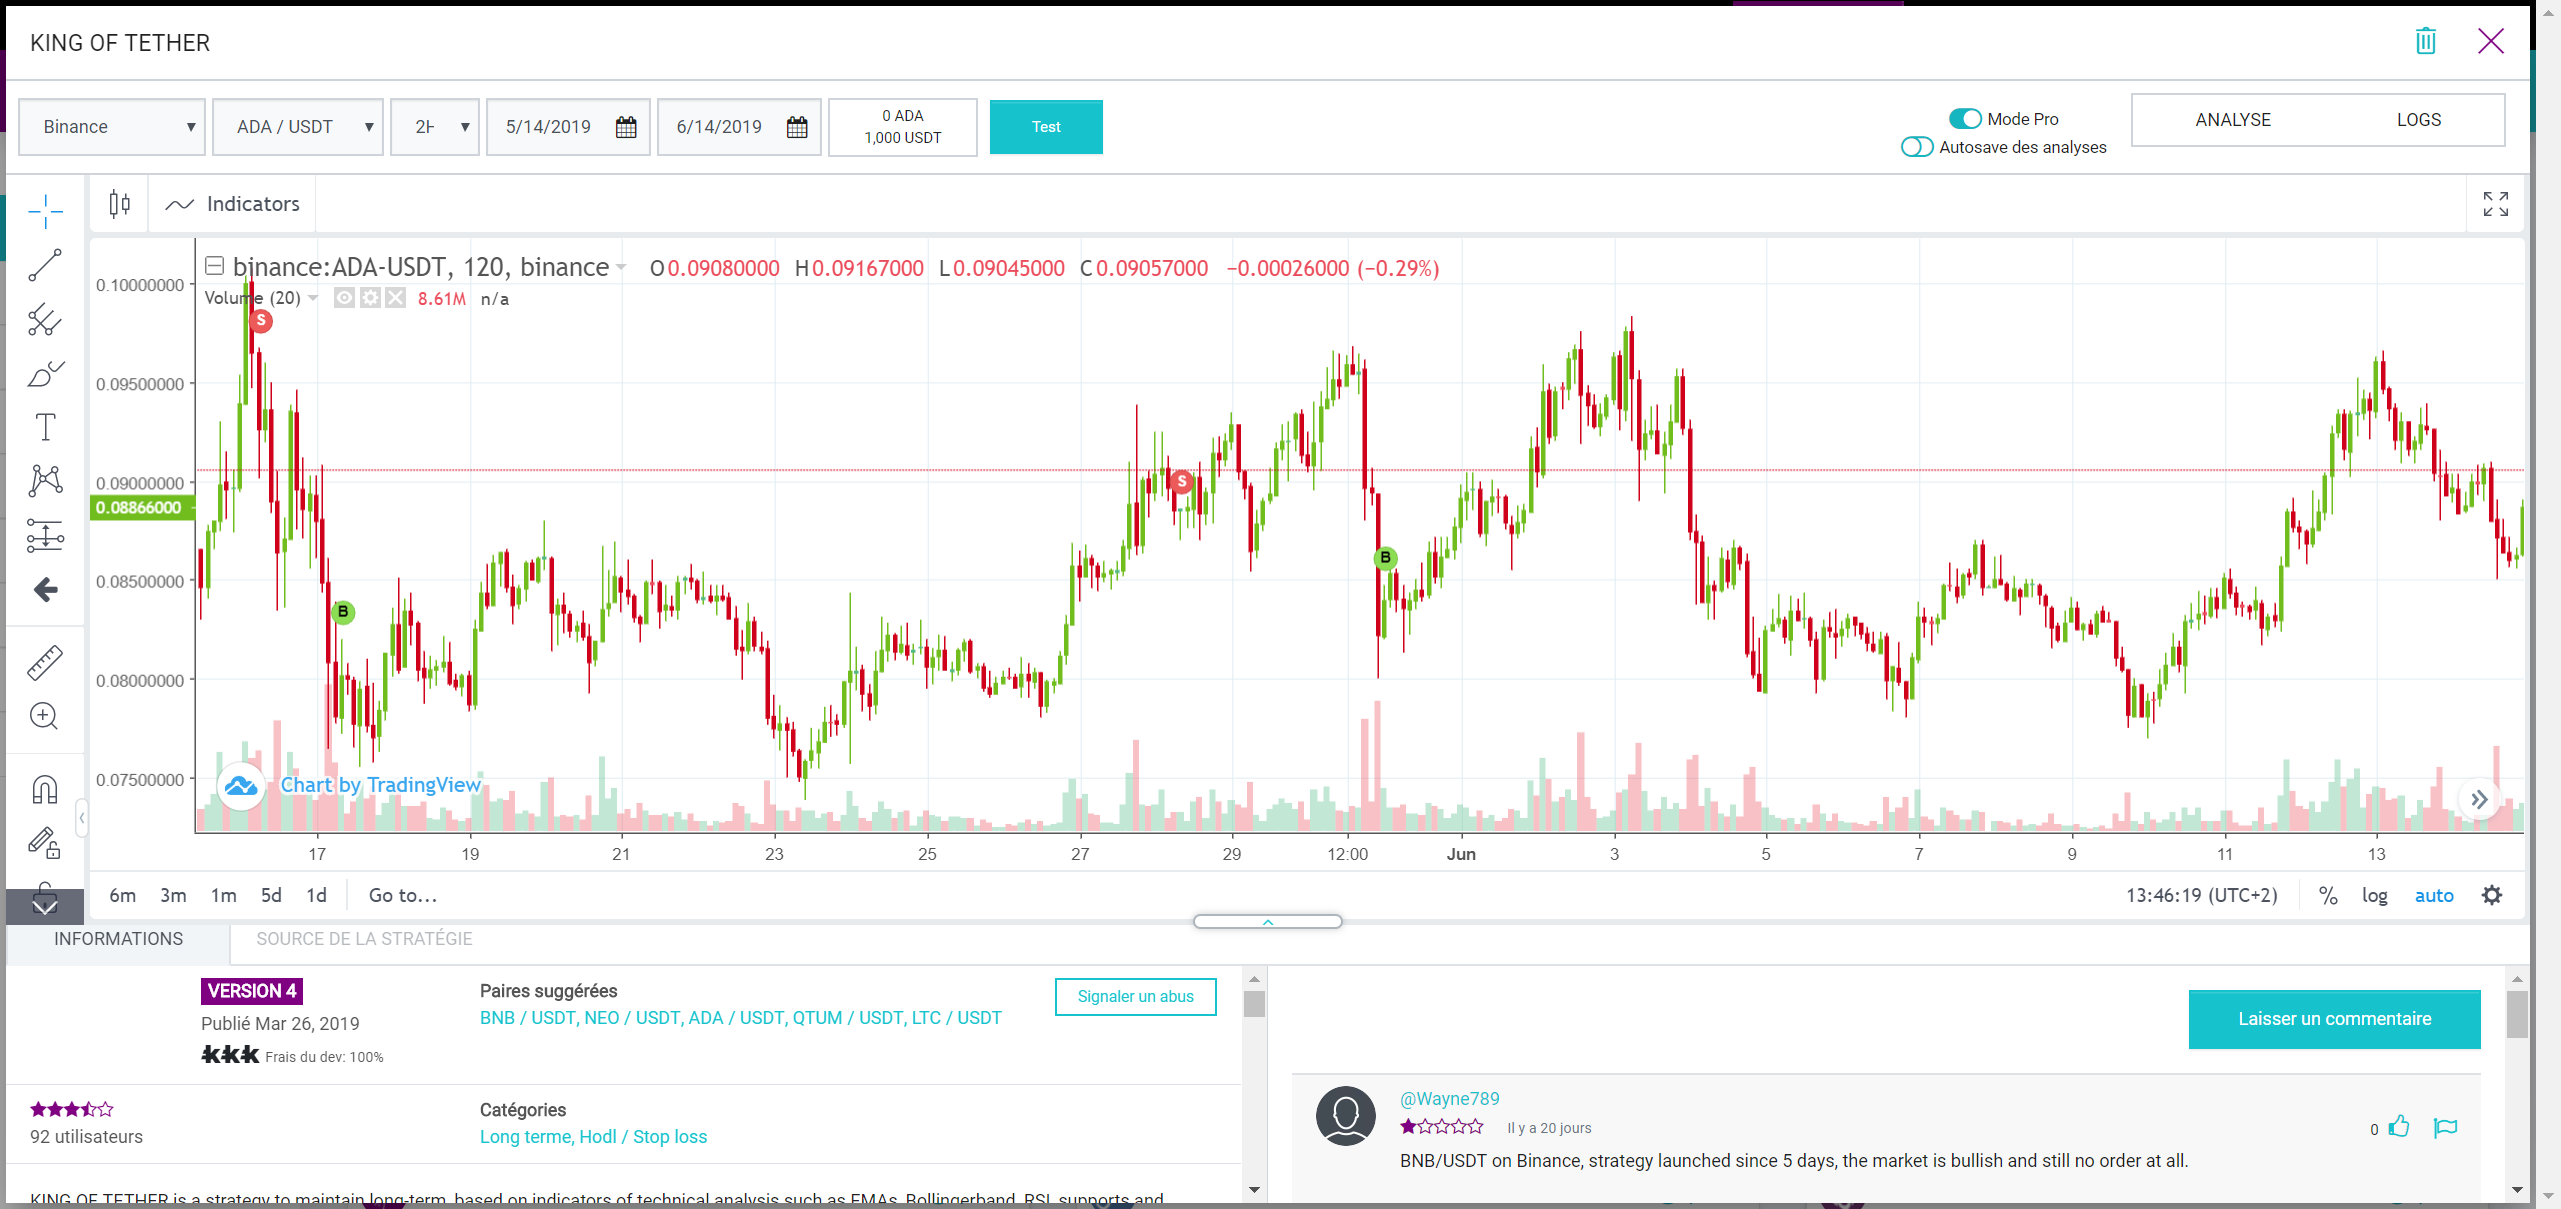 KING OF TETHER
Binance
ADA / USDT
5/14/2019
6/14/2019
0 ADA
1,000 USDT
Test
Mode Pro
Autosave des analyses
ANALYSE
LOGS
Indicators
binance:ADA-USDT, 120, binance
O0.09080000 H0.09167000 L0.09045000 C0.09057000 −0.00026000 (−0.29%)
Volume (20)
8.61M n/a
0.10000000
0.09500000
0.09000000
0.08866000
0.08500000
0.08000000
0.07500000
S
B
S
B
Chart by TradingView
17 19 21 23 25 27 29 12:00 Jun 3 5 7 9 11 13
6m 3m 1m 5d 1d Go to...
13:46:19 (UTC+2) % log auto
INFORMATIONS
SOURCE DE LA STRATÉGIE
VERSION 4
Publié Mar 26, 2019
Frais du dev: 100%
Paires suggérées
BNB / USDT, NEO / USDT, ADA / USDT, QTUM / USDT, LTC / USDT
Signaler un abus
92 utilisateurs
Catégories
Long terme, Hodl / Stop loss
KING OF TETHER is a strategy to maintain long-term, based on indicators of technical analysis such as EMAs, Bollingerband, RSI, supports and
Laisser un commentaire
@Wayne789
Il y a 20 jours
0
BNB/USDT on Binance, strategy launched since 5 days, the market is bullish and still no order at all.